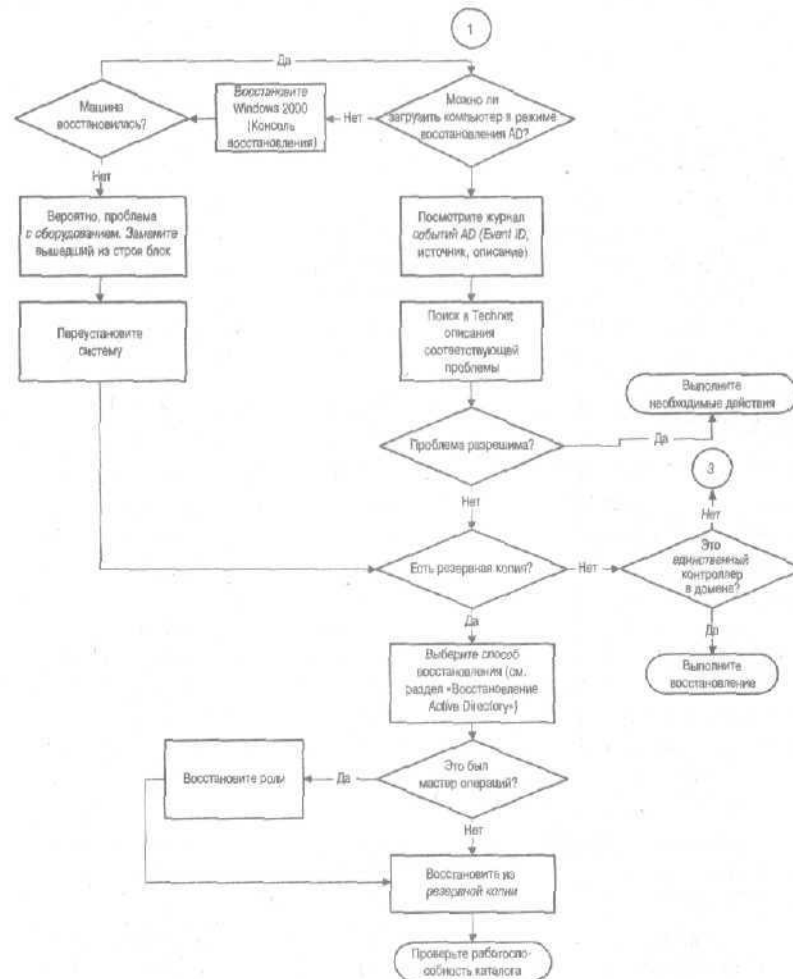 1
Да
Машина
восстановилась?
Восстановите
Windows 2000
(Консоль
восстановления)
Нет
Можно ли
загрузить компьютер в режиме
восстановления AD?
Нет
Вероятно, проблема
с оборудованием. Замените
вышедший из строя блок
Посмотрите журнал
событий AD (Event ID,
источник, описание)
Переустановите
систему
Поиск в Technet
описания
соответствующей
проблемы
Выполните
необходимые действия
Проблема разрешима?
Да
3
Нет
Нет
Есть резервная копия?
Нет
Это
единственный
контроллер
в домене?
Да
Да
Выберите способ
восстановления (см.
раздел «Восстановление
Active Directory»)
Выполните
восстановление
Восстановите роли
Да
Это был
мастер операций?
Нет
Восстановите из
резервной копии
Проверьте работоспо-
собность каталога